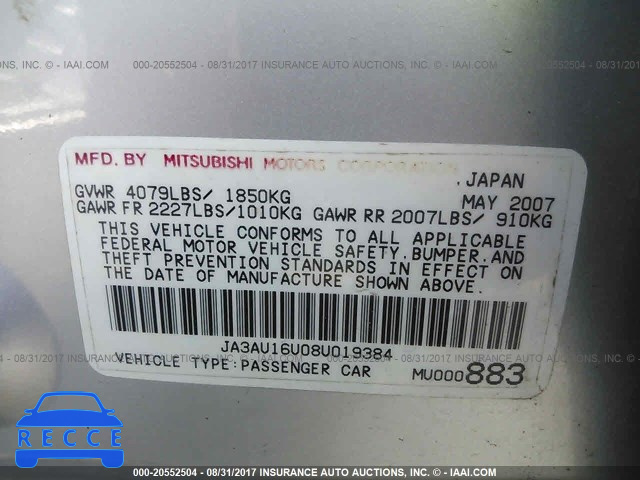 NS, INC. - IAAI.COM 000-20552504 - 08/31/2017 INSURANCE AUTO AUCTIONS, INC. - IAAI.COM 000-20552504 - 08/31/2017 INSURA
MFD. BY MITSUBISHI MOTORS CORPORATION. JAPAN
GVWR 4079LBS/ 1850KG MAY 2007
GAWR FR 2227LBS/1010KG GAWR RR 2007LBS/ 910KG
THIS VEHICLE CONFORMS TO ALL APPLICABLE
FEDERAL MOTOR VEHICLE SAFETY.BUMPER.AND
THEFT PREVENTION STANDARDS IN EFFECT ON
THE DATE OF MANUFACTURE SHOWN ABOVE.
JA3AU16U08U019384
VEHICLE TYPE:PASSENGER CAR MU000883
RECCE
000-20552504 - 08/31/2017 INSURANCE AUTO AUCTIONS, INC. - IAAI.COM